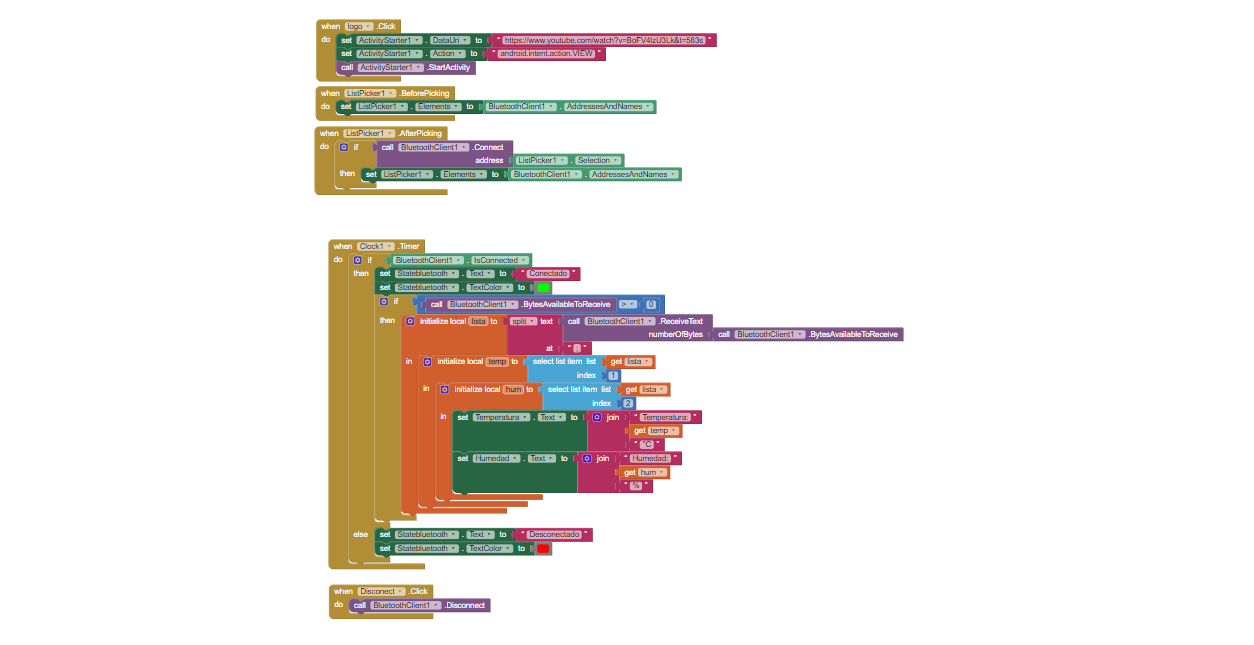 when logo .Click
do set ActivityStarter1 . DataUri to " https://www.youtube.com/watch?v=BoFV4IzU3Lk&t=583s "
set ActivityStarter1 . Action to " android.intent.action.VIEW "
call ActivityStarter1 .StartActivity
when ListPicker1 .BeforePicking
do set ListPicker1 . Elements to BluetoothClient1 . AddressesAndNames
when ListPicker1 .AfterPicking
do if call BluetoothClient1 .Connect
address ListPicker1 . Selection
then set ListPicker1 . Elements to BluetoothClient1 . AddressesAndNames
when Clock1 .Timer
do if BluetoothClient1 . IsConnected
then set Statebluetooth . Text to " Conectado "
set Statebluetooth . TextColor to
if call BluetoothClient1 .BytesAvailableToReceive > 0
then initialize local lista to split text call BluetoothClient1 .ReceiveText
numberOfBytes call BluetoothClient1 .BytesAvailableToReceive
at " "
in initialize local temp to select list item list get lista
index 1
in initialize local hum to select list item list get lista
index 2
in set Temperatura . Text to join " Temperatura: "
get temp
" °C "
set Humedad . Text to join " Humedad: "
get hum
" % "
else set Statebluetooth . Text to " Desconectado "
set Statebluetooth . TextColor to
when Disconect .Click
do call BluetoothClient1 .Disconnect